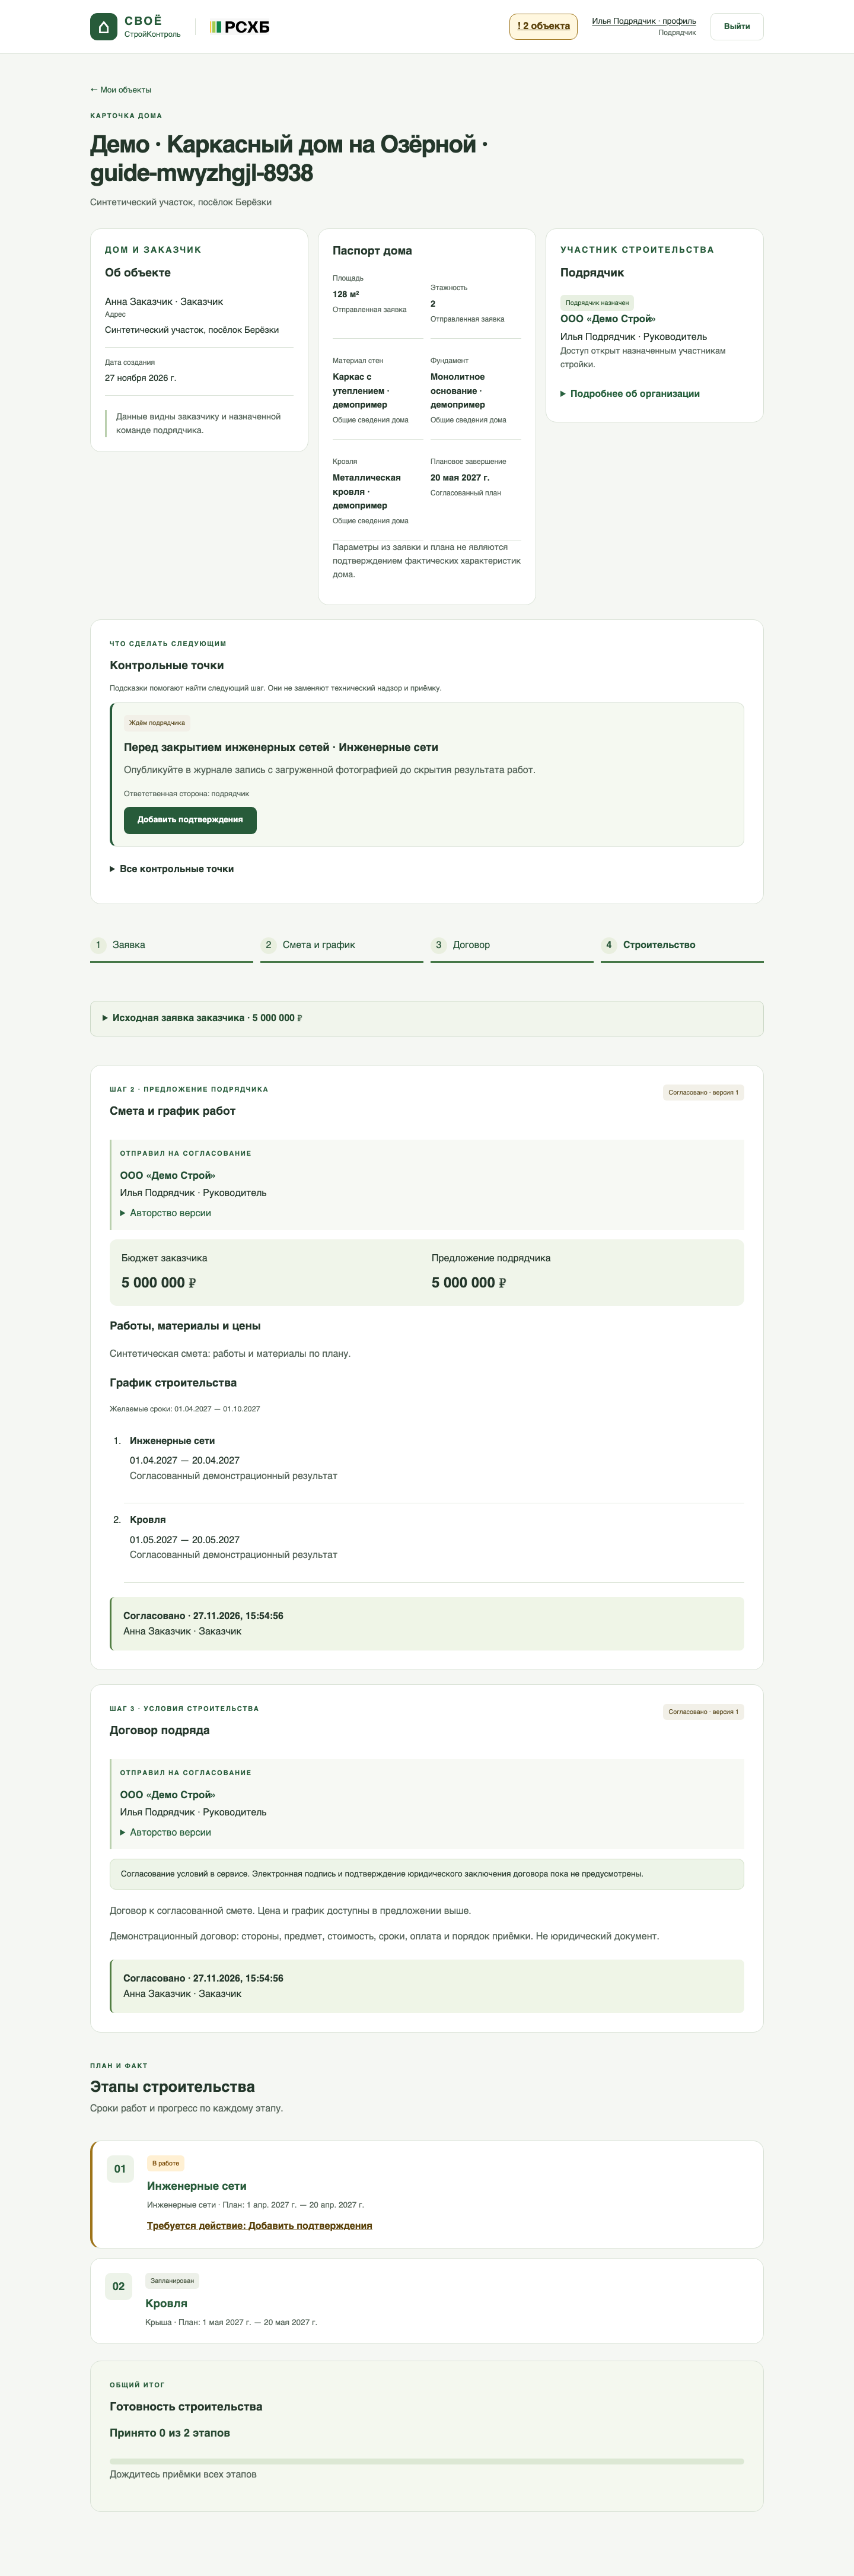 СВОЁ
СтройКонтроль
РСХБ
! 2 объекта
Илья Подрядчик · профиль
Подрядчик
Выйти
← Мои объекты
КАРТОЧКА ДОМА
Демо · Каркасный дом на Озёрной ·
guide-mwyzhgjl-8938
Синтетический участок, посёлок Берёзки
ДОМ И ЗАКАЗЧИК
Об объекте
Анна Заказчик · Заказчик
Адрес
Синтетический участок, посёлок Берёзки
Дата создания
27 ноября 2026 г.
Данные видны заказчику и назначенной
команде подрядчика.
Паспорт дома
Площадь
128 м²
Отправленная заявка
Этажность
2
Отправленная заявка
Материал стен
Каркас с
утеплением ·
демопример
Общие сведения дома
Фундамент
Монолитное
основание ·
демопример
Общие сведения дома
Кровля
Металлическая
кровля ·
демопример
Общие сведения дома
Плановое завершение
20 мая 2027 г.
Согласованный план
Параметры из заявки и плана не являются
подтверждением фактических характеристик
дома.
УЧАСТНИК СТРОИТЕЛЬСТВА
Подрядчик
Подрядчик назначен
ООО «Демо Строй»
Илья Подрядчик · Руководитель
Доступ открыт назначенным участникам
стройки.
▶ Подробнее об организации
ЧТО СДЕЛАТЬ СЛЕДУЮЩИМ
Контрольные точки
Подсказки помогают найти следующий шаг. Они не заменяют технический надзор и приёмку.
Ждём подрядчика
Перед закрытием инженерных сетей · Инженерные сети
Опубликуйте в журнале запись с загруженной фотографией до скрытия результата работ.
Ответственная сторона: подрядчик
Добавить подтверждения
▶ Все контрольные точки
1 Заявка
2 Смета и график
3 Договор
4 Строительство
▶ Исходная заявка заказчика · 5 000 000 ₽
ШАГ 2 · ПРЕДЛОЖЕНИЕ ПОДРЯДЧИКА
Согласовано · версия 1
Смета и график работ
ОТПРАВИЛ НА СОГЛАСОВАНИЕ
ООО «Демо Строй»
Илья Подрядчик · Руководитель
▶ Авторство версии
Бюджет заказчика
5 000 000 ₽
Предложение подрядчика
5 000 000 ₽
Работы, материалы и цены
Синтетическая смета: работы и материалы по плану.
График строительства
Желаемые сроки: 01.04.2027 — 01.10.2027
1. Инженерные сети
01.04.2027 — 20.04.2027
Согласованный демонстрационный результат
2. Кровля
01.05.2027 — 20.05.2027
Согласованный демонстрационный результат
Согласовано · 27.11.2026, 15:54:56
Анна Заказчик · Заказчик
ШАГ 3 · УСЛОВИЯ СТРОИТЕЛЬСТВА
Согласовано · версия 1
Договор подряда
ОТПРАВИЛ НА СОГЛАСОВАНИЕ
ООО «Демо Строй»
Илья Подрядчик · Руководитель
▶ Авторство версии
Согласование условий в сервисе. Электронная подпись и подтверждение юридического заключения договора пока не предусмотрены.
Договор к согласованной смете. Цена и график доступны в предложении выше.
Демонстрационный договор: стороны, предмет, стоимость, сроки, оплата и порядок приёмки. Не юридический документ.
Согласовано · 27.11.2026, 15:54:56
Анна Заказчик · Заказчик
ПЛАН И ФАКТ
Этапы строительства
Сроки работ и прогресс по каждому этапу.
01
В работе
Инженерные сети
Инженерные сети · План: 1 апр. 2027 г. — 20 апр. 2027 г.
Требуется действие: Добавить подтверждения
02
Запланирован
Кровля
Крыша · План: 1 мая 2027 г. — 20 мая 2027 г.
ОБЩИЙ ИТОГ
Готовность строительства
Принято 0 из 2 этапов
Дождитесь приёмки всех этапов